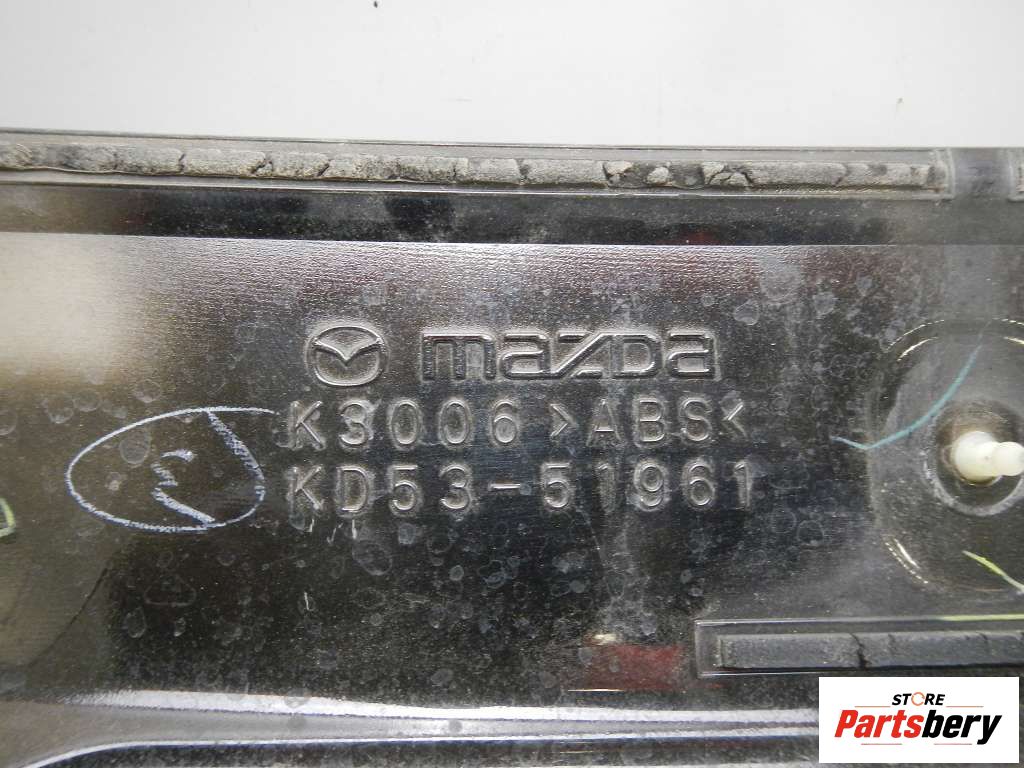 mazda
K3006 >ABS<
KD53-51961
STORE
Partsbery